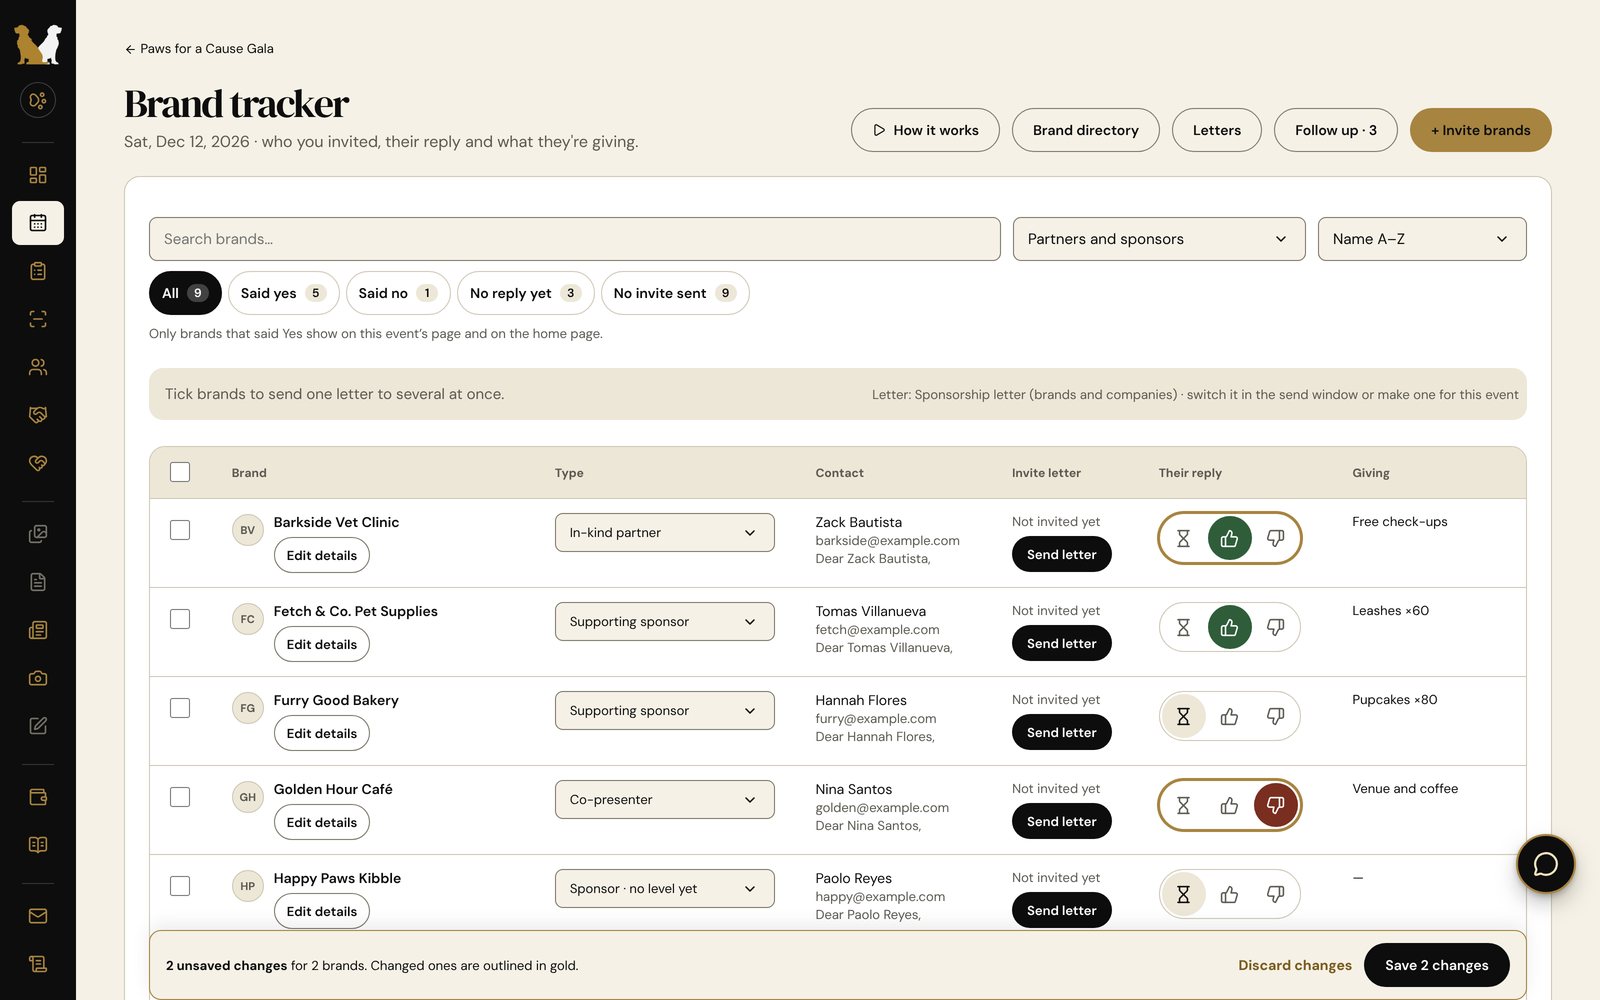 ← Paws for a Cause Gala
Brand tracker
Sat, Dec 12, 2026 · who you invited, their reply and what they're giving.
How it works
Brand directory
Letters
Follow up · 3
+ Invite brands
Search brands...
Partners and sponsors
Name A–Z
All 9
Said yes 5
Said no 1
No reply yet 3
No invite sent 9
Only brands that said Yes show on this event's page and on the home page.
Tick brands to send one letter to several at once.
Letter: Sponsorship letter (brands and companies) · switch it in the send window or make one for this event
Brand Type Contact Invite letter Their reply Giving
BV
Barkside Vet Clinic
Edit details
In-kind partner
Zack Bautista
barkside@example.com
Dear Zack Bautista,
Not invited yet
Send letter
Free check-ups
FC
Fetch & Co. Pet Supplies
Edit details
Supporting sponsor
Tomas Villanueva
fetch@example.com
Dear Tomas Villanueva,
Not invited yet
Send letter
Leashes ×60
FG
Furry Good Bakery
Edit details
Supporting sponsor
Hannah Flores
furry@example.com
Dear Hannah Flores,
Not invited yet
Send letter
Pupcakes ×80
GH
Golden Hour Café
Edit details
Co-presenter
Nina Santos
golden@example.com
Dear Nina Santos,
Not invited yet
Send letter
Venue and coffee
HP
Happy Paws Kibble
Edit details
Sponsor · no level yet
Paolo Reyes
happy@example.com
Dear Paolo Reyes,
Not invited yet
Send letter
—
2 unsaved changes for 2 brands. Changed ones are outlined in gold.
Discard changes
Save 2 changes